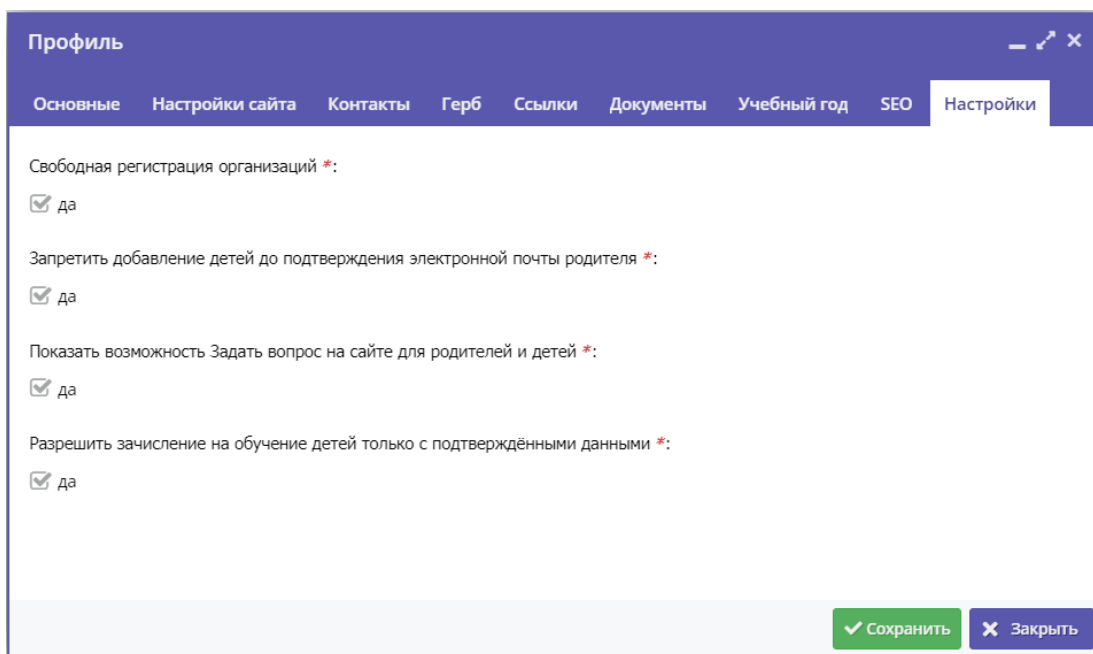 Профиль
Основные Настройки сайта Контакты Герб Ссылки Документы Учебный год SEO Настройки
Свободная регистрация организаций *:
да
Запретить добавление детей до подтверждения электронной почты родителя *:
да
Показать возможность Задать вопрос на сайте для родителей и детей *:
да
Разрешить зачисление на обучение детей только с подтверждёнными данными *:
да
Сохранить Закрыть